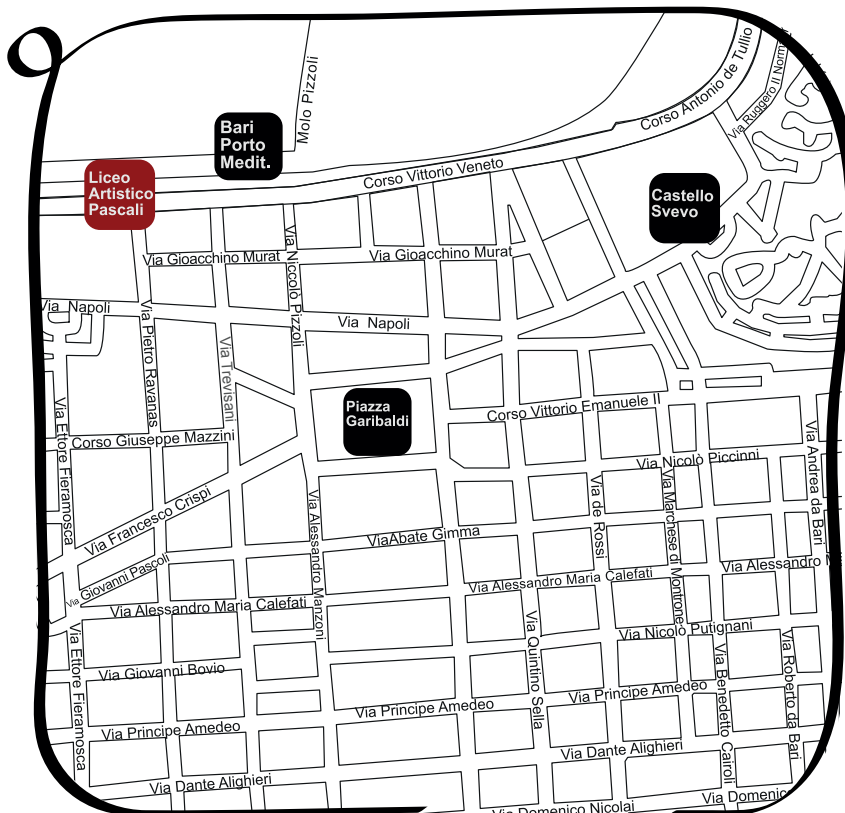 Molo Pizzoli
Corso Antonio de Tullio
Via Ruggero II
Bari
Porto
Medit.
Liceo
Artistico
Pascali
Corso Vittorio Veneto
Castello
Svevo
Via Gioacchino Murat
Via Gioacchino Murat
Via Niccolò Pizzoli
Via Napoli
Via Napoli
Via Pietro Ravanas
Via Trevisani
Piazza
Garibaldi
Corso Vittorio Emanuele II
Via Ettore Fieramosca
Corso Giuseppe Mazzini
Via Andrea da Bari
Via Nicolò Piccinni
Via de Rossi
Via Marchese di Montrone
Via Francesco Crispi
Via Alessandro Manzoni
ViaAbate Gimma
Via Giovanni Pascoli
Via Alessandro Maria Calefati
Via Alessandro
Via Alessandro Maria Calefati
Via Quintino Sella
Via Nicolò Putignani
Via Ettore Fieramosca
Via Giovanni Bovio
Via Benedetto Cairoli
Via Roberto da Bari
Via Principe Amedeo
Via Principe Amedeo
Via Principe Amedeo
Via Dante Alighieri
Via Dante Alighieri
Via Domenico Nicolai
Via Domenico